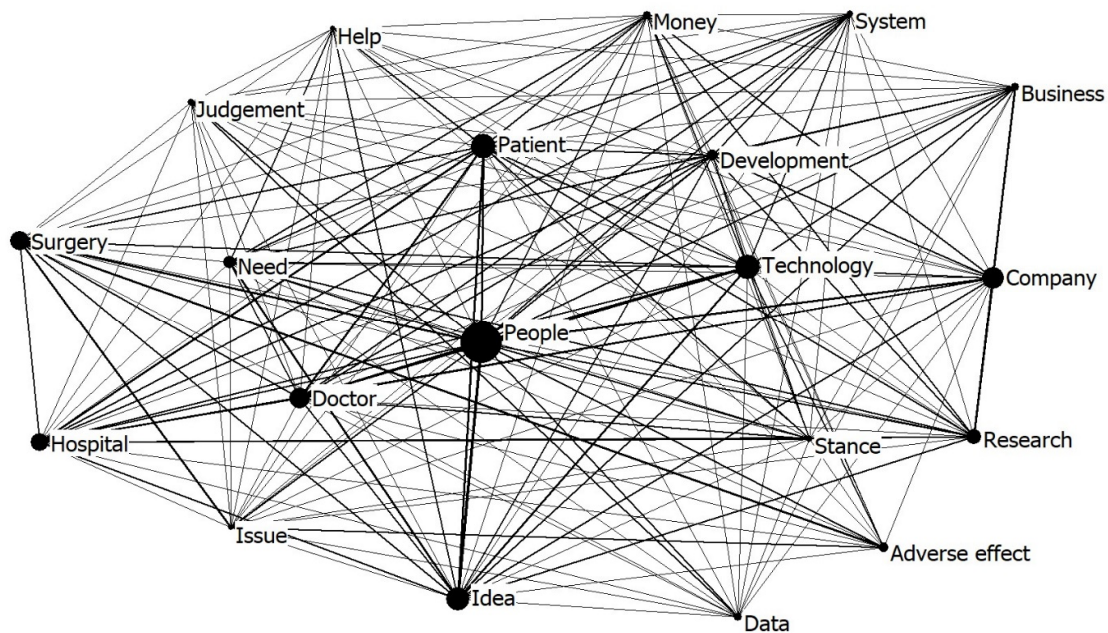 Help
Money
System
Business
Judgement
Patient
Development
Surgery
Need
Technology
Company
People
Doctor
Hospital
Stance
Research
Issue
Adverse effect
Idea
Data